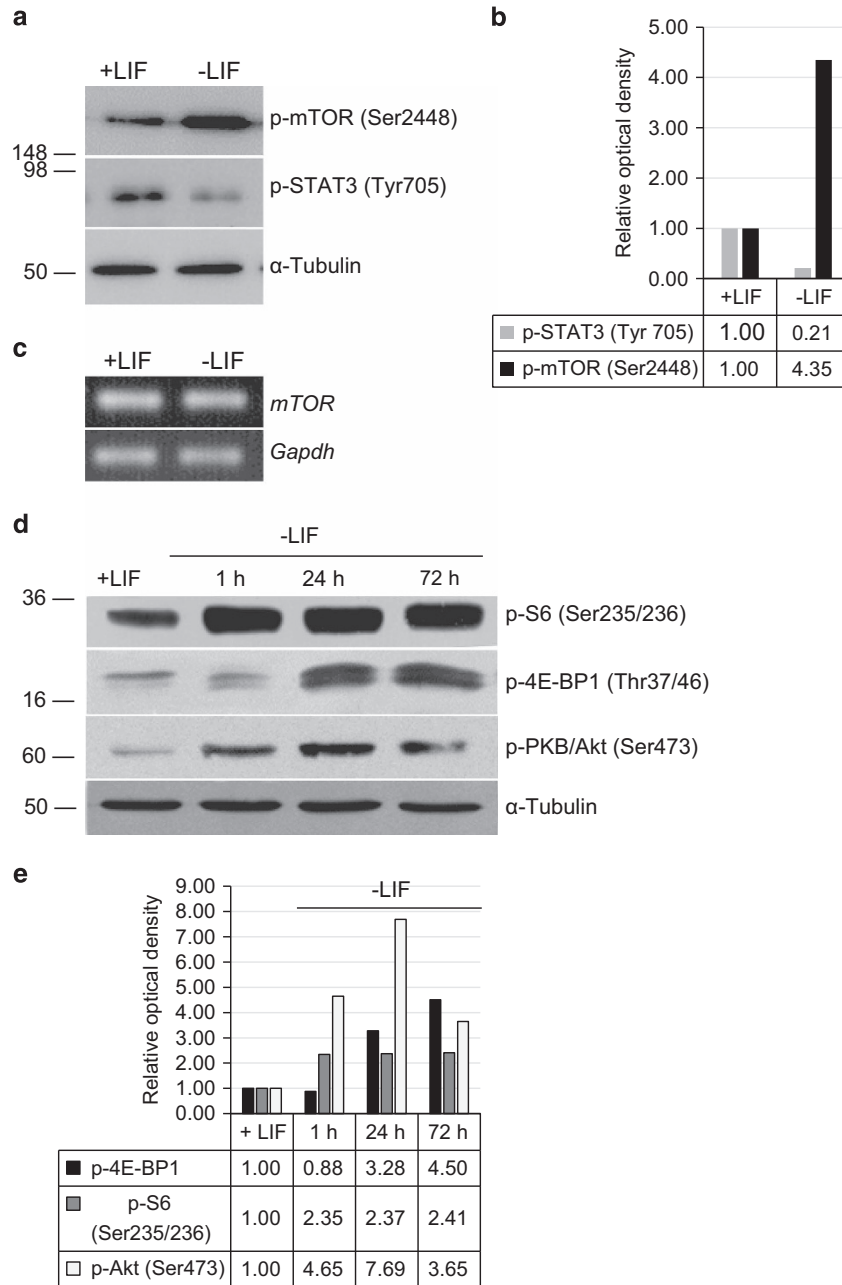 a
+LIF -LIF
p-mTOR (Ser2448)
148
98
p-STAT3 (Tyr705)
50
α-Tubulin
b
Relative optical density
5.00
4.00
3.00
2.00
1.00
0.00
+LIF -LIF
p-STAT3 (Tyr 705) 1.00 0.21
p-mTOR (Ser2448) 1.00 4.35
c
+LIF -LIF
mTOR
Gapdh
d
-LIF
+LIF 1 h 24 h 72 h
36
p-S6 (Ser235/236)
p-4E-BP1 (Thr37/46)
16
60
p-PKB/Akt (Ser473)
50
α-Tubulin
e
Relative optical density
9.00
8.00
7.00
6.00
5.00
4.00
3.00
2.00
1.00
0.00
-LIF
+ LIF 1 h 24 h 72 h
p-4E-BP1 1.00 0.88 3.28 4.50
p-S6
(Ser235/236) 1.00 2.35 2.37 2.41
p-Akt (Ser473) 1.00 4.65 7.69 3.65